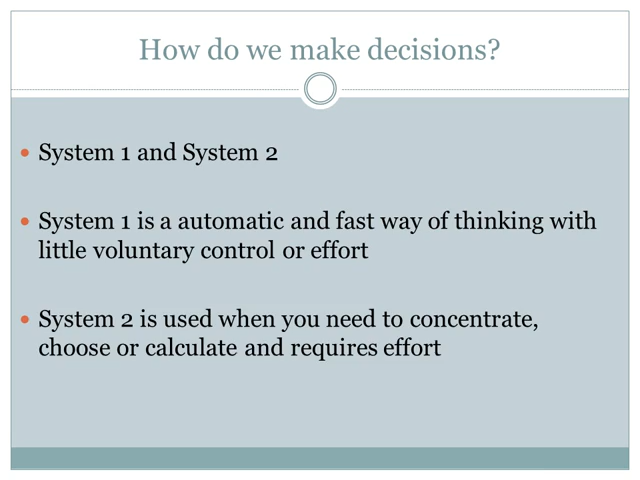 How do we make decisions?
• System 1 and System 2
• System 1 is a automatic and fast way of thinking with
little voluntary control or effort
• System 2 is used when you need to concentrate,
choose or calculate and requires effort